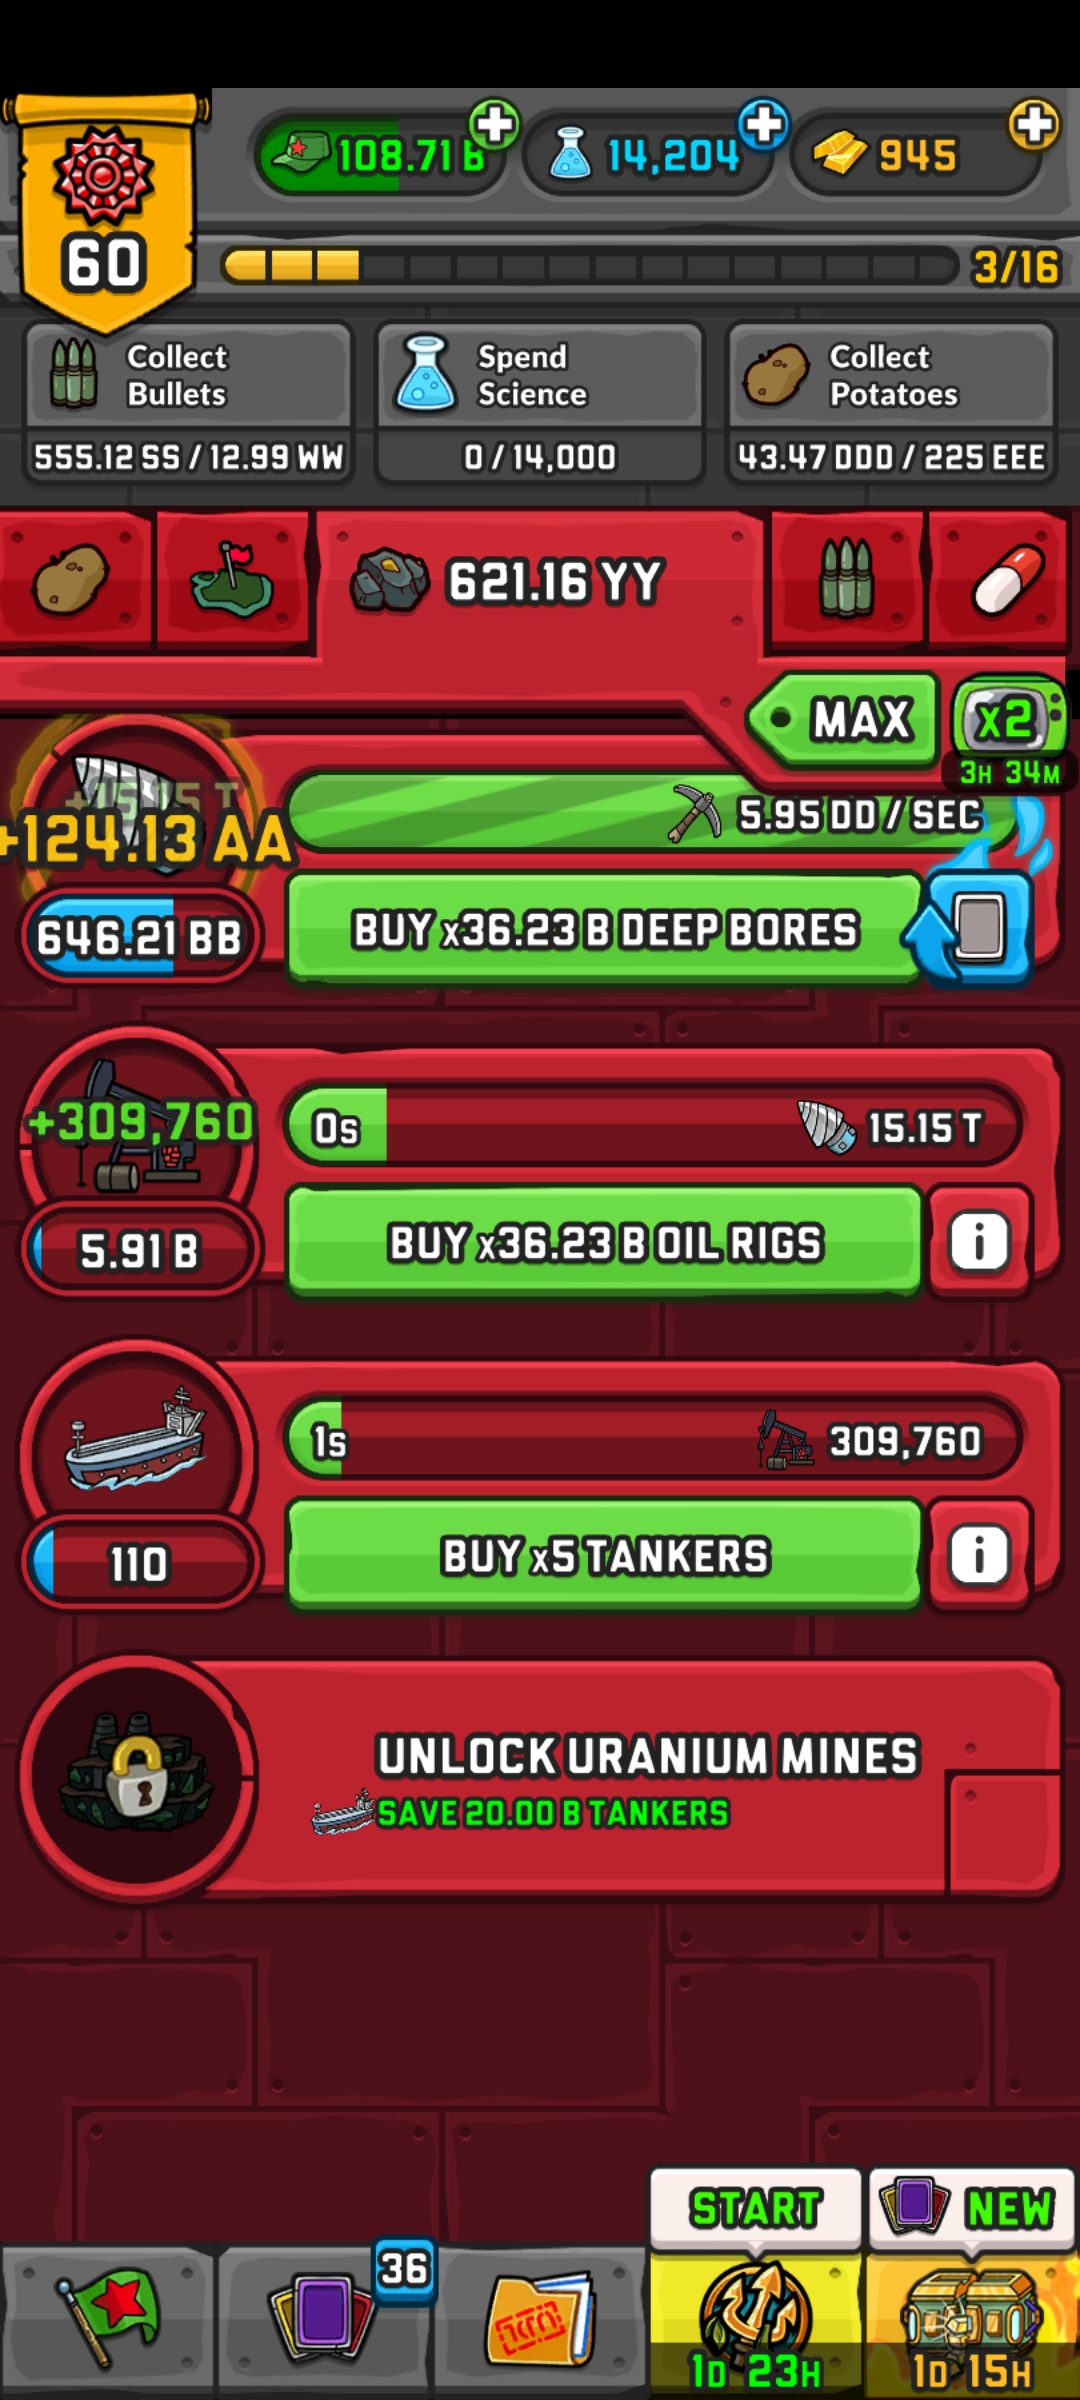 108.71 B
14,204
945
60
3/16
Collect
Bullets
Spend
Science
Collect
Potatoes
555.12 SS / 12.99 WW
0 / 14,000
43.47 DDD / 225 EEE
621.16 YY
MAX
x2
3H 34M
+15.15 T
5.95 DD / SEC
+124.13 AA
646.21 BB
BUY x36.23 B DEEP BORES
+309,760
0s
15.15 T
5.91 B
BUY x36.23 B OIL RIGS
i
1s
309,760
110
BUY x5 TANKERS
i
UNLOCK URANIUM MINES
SAVE 20.00 B TANKERS
START
NEW
36
1D 23H
1D 15H